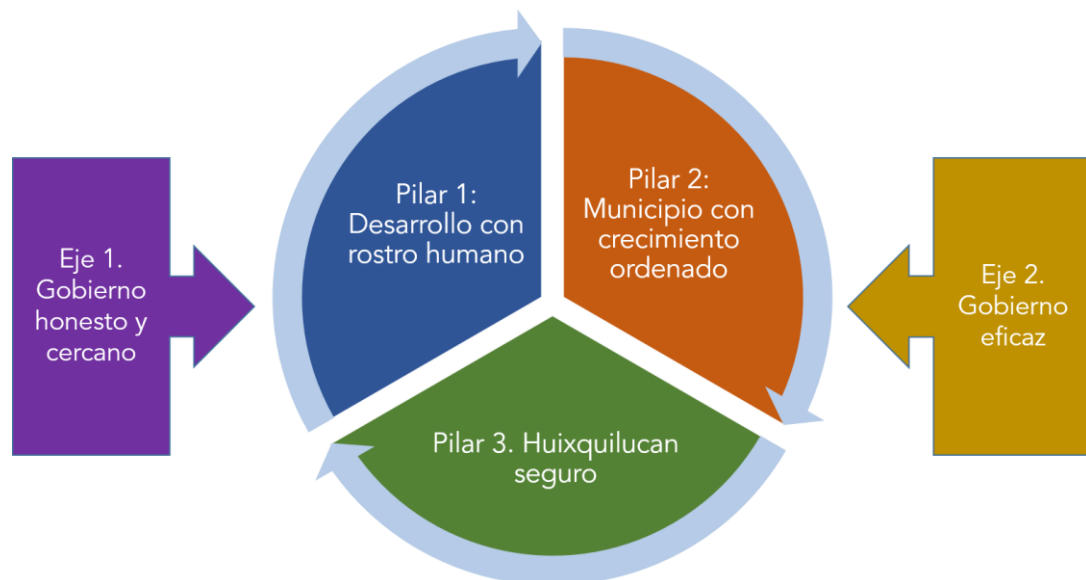 Pilar 1:
Desarrollo con
rostro humano
Pilar 2:
Municipio con
crecimiento
ordenado
Eje 1.
Gobierno
honesto y
cercano
Eje 2.
Gobierno
eficaz
Pilar 3. Huixquilucan
seguro